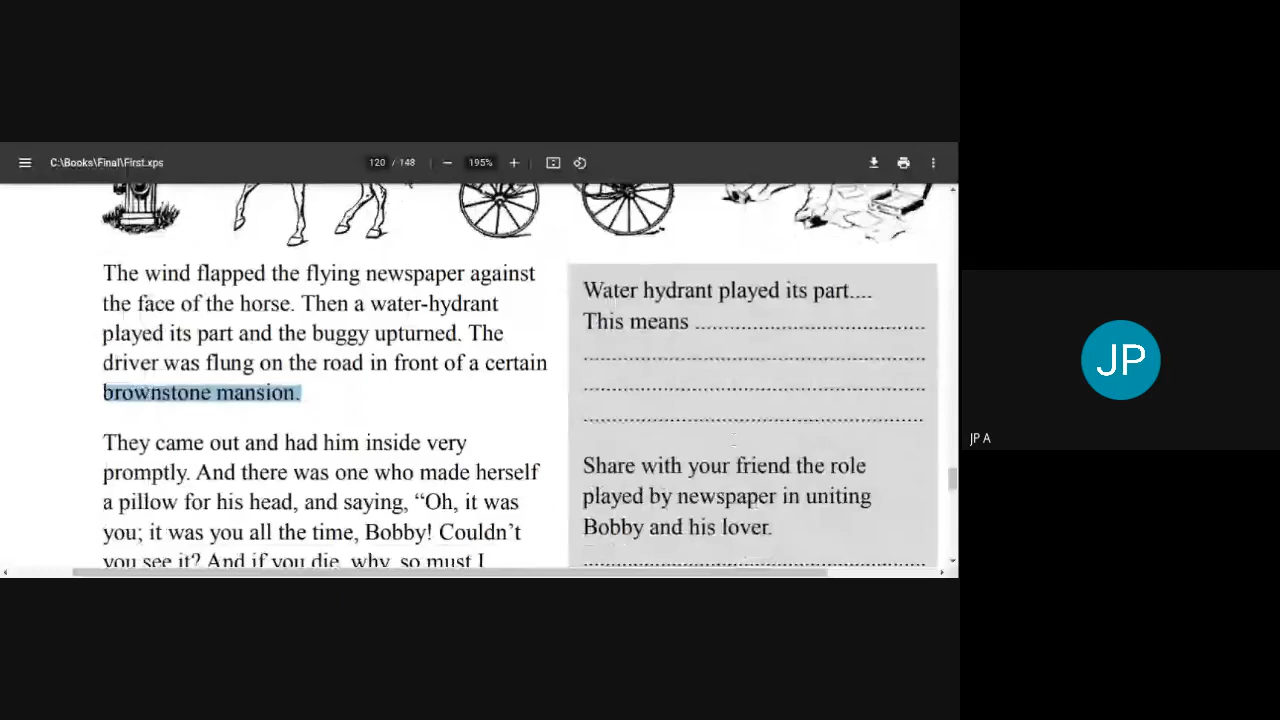 C:\Books\Final\First.xps
120 / 148
195%
The wind flapped the flying newspaper against
the face of the horse. Then a water-hydrant
played its part and the buggy upturned. The
driver was flung on the road in front of a certain
brownstone mansion.
They came out and had him inside very
promptly. And there was one who made herself
a pillow for his head, and saying, “Oh, it was
you; it was you all the time, Bobby! Couldn’t
you see it? And if you die, why, so must I
Water hydrant played its part....
This means ..........................................
..........................................................
..........................................................
..........................................................
Share with your friend the role
played by newspaper in uniting
Bobby and his lover.
..........................................................
JP
JP A